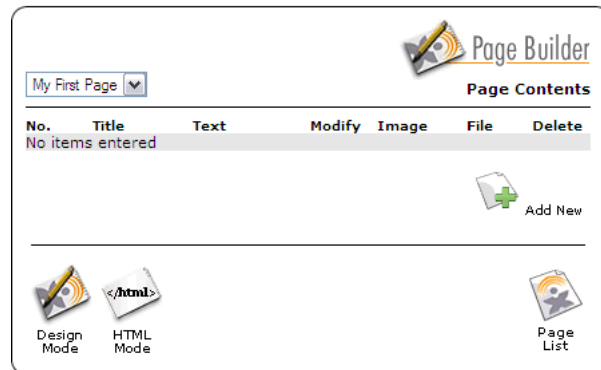 Page Builder
My First Page
Page Contents
No. Title Text Modify Image File Delete
No items entered
Add New
</html>
Design
Mode
HTML
Mode
Page
List